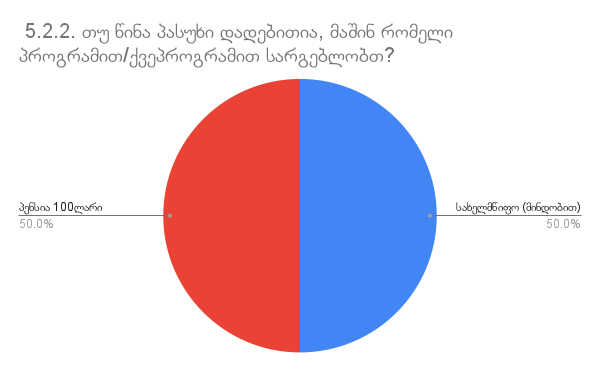 5.2.2. თუ წინა პასუხი დადებითია, მაშინ რომელი
პროგრამით/ქვეპროგრამით სარგებლობთ?
პენსია 100ლარი
50.0%
სახელმწიფო (მინდობით)
50.0%